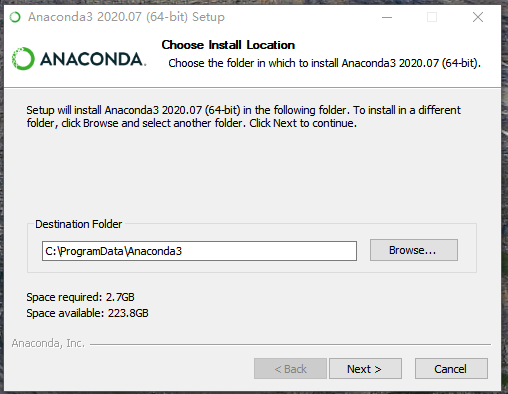 Anaconda3 2020.07 (64-bit) Setup
ANACONDA.
Choose Install Location
Choose the folder in which to install Anaconda3 2020.07 (64-bit).
Setup will install Anaconda3 2020.07 (64-bit) in the following folder. To install in a different
folder, click Browse and select another folder. Click Next to continue.
Destination Folder
C:\ProgramData\Anaconda3
Browse...
Space required: 2.7GB
Space available: 223.8GB
Anaconda, Inc.
< Back
Next >
Cancel